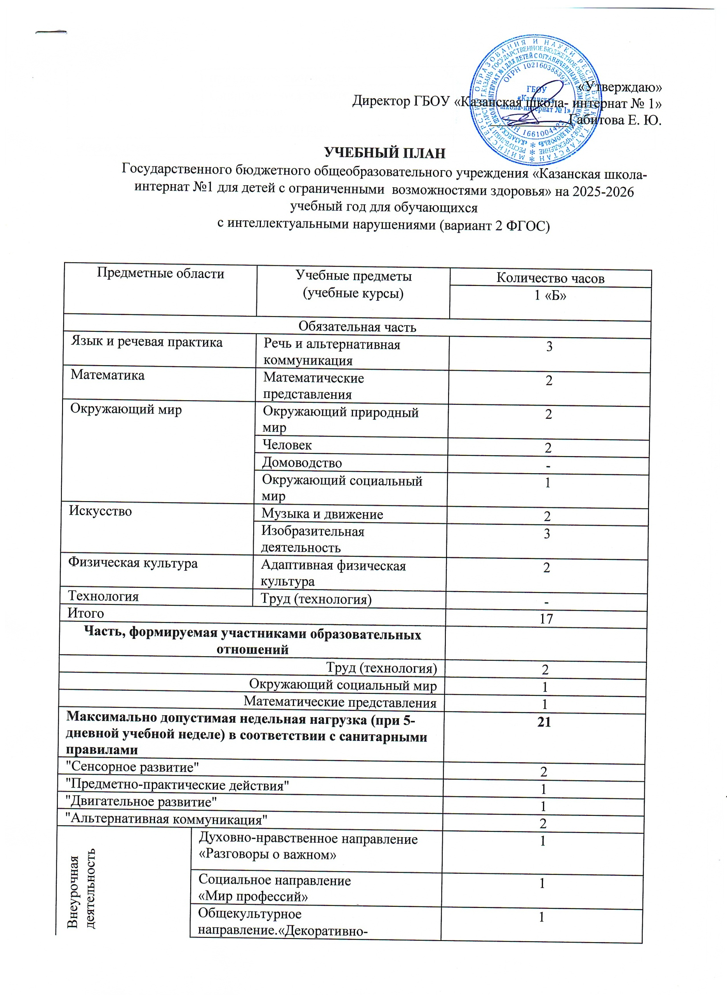 «Утверждаю»
Директор ГБОУ «Казанская школа- интернат № 1»
Габитова Е. Ю.
МИНИСТЕРСТВО ОБРАЗОВАНИЯ И НАУКИ РЕСПУБЛИКИ ТАТАРСТАН
ОГРН 1021603883927
ГБОУ
«Казанская
школа-интернат № 1»
УЧЕБНЫЙ ПЛАН
Государственного бюджетного общеобразовательного учреждения «Казанская школа-
интернат №1 для детей с ограниченными возможностями здоровья» на 2025-2026
учебный год для обучающихся
с интеллектуальными нарушениями (вариант 2 ФГОС)
Предметные области Учебные предметы Количество часов
(учебные курсы) 1 «Б»
Обязательная часть
Язык и речевая практика Речь и альтернативная 3
коммуникация
Математика Математические 2
представления
Окружающий мир Окружающий природный 2
мир
Человек 2
Домоводство -
Окружающий социальный 1
мир
Искусство Музыка и движение 2
Изобразительная 3
деятельность
Физическая культура Адаптивная физическая 2
культура
Технология Труд (технология) -
Итого 17
Часть, формируемая участниками образовательных
отношений
Труд (технология) 2
Окружающий социальный мир 1
Математические представления 1
Максимально допустимая недельная нагрузка (при 5- 21
дневной учебной неделе) в соответствии с санитарными
правилами
"Сенсорное развитие" 2
"Предметно-практические действия" 1
"Двигательное развитие" 1
"Альтернативная коммуникация" 2
Внеурочная
деятельность
Духовно-нравственное направление 1
«Разговоры о важном»
Социальное направление 1
«Мир профессий»
Общекультурное 1
направление.«Декоративно-